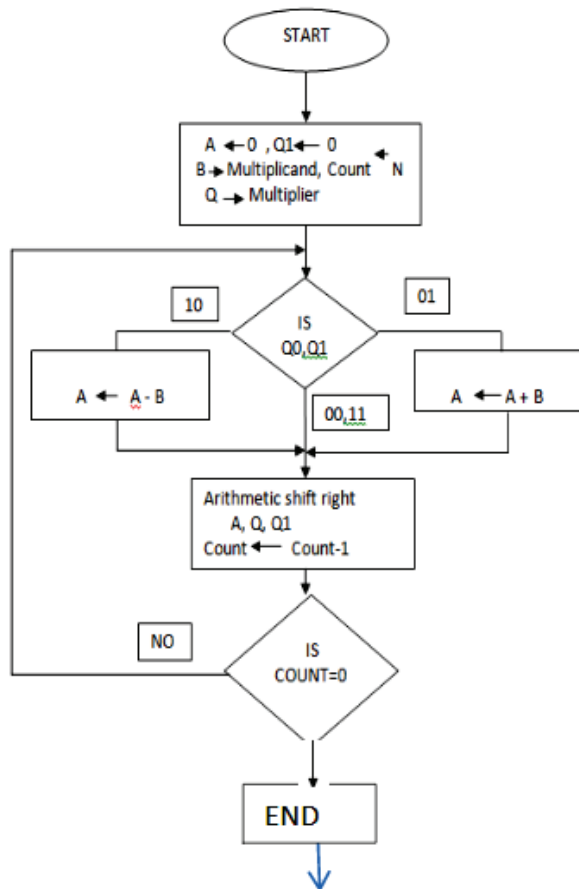 START
A ← 0 , Q1 ← 0
B → Multiplicand, Count ← N
Q → Multiplier
10
01
IS
Q0,Q1
A ← A - B
A ← A + B
00,11
Arithmetic shift right
A, Q, Q1
Count ← Count-1
NO
IS
COUNT=0
END